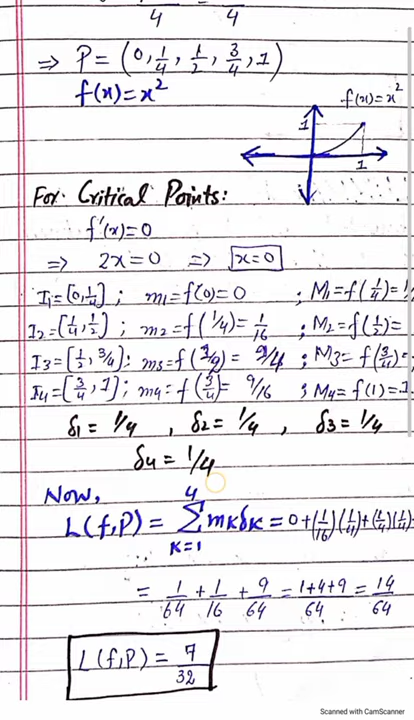 4 4
⇒ P = (0, 1/4, 1/2, 3/4, 1)
f(x) = x²
f(x) = x²
1
1
For Critical Points:
f'(x) = 0
⇒ 2x = 0 ⇒ x = 0
I₁ = [0, 1/4] ; m₁ = f(0) = 0 ; M₁ = f(1/4) = 1
I₂ = [1/4, 1/2] ; m₂ = f(1/4) = 1/16 ; M₂ = f(1/2) =
I₃ = [1/2, 3/4] ; m₃ = f( ) = ; M₃ = f(3/4) =
I₄ = [3/4, 1] ; m₄ = f(3/4) = 9/16 ; M₄ = f(1) = 1
δ₁ = 1/4 , δ₂ = 1/4 , δ₃ = 1/4
δ₄ = 1/4
Now,
L(f,P) = 4 Σ K=1 mKδK = 0 + (1/16)(1/4) + (1/4)(1/4)
= 1/64 + 1/16 + 9/64 = 1+4+9/64 = 14/64
L(f,P) = 7/32
Scanned with CamScanner